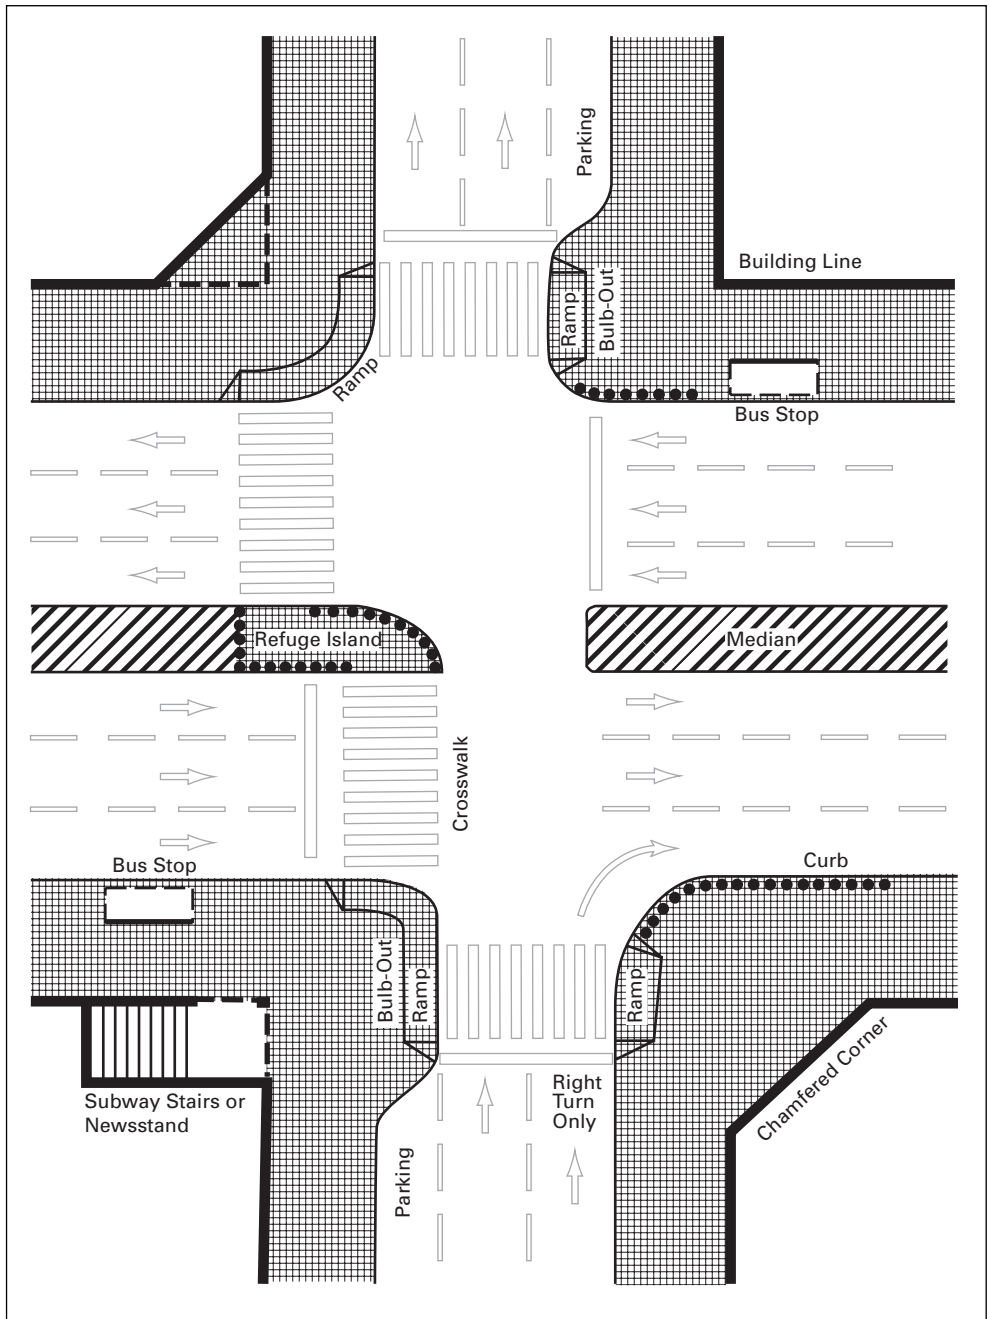 Parking
Building Line
Ramp
Bulb-Out
Ramp
Bus Stop
Refuge Island
Median
Crosswalk
Bus Stop
Curb
Bulb-Out
Ramp
Ramp
Chamfered Corner
Subway Stairs or
Newsstand
Right
Turn
Only
Parking